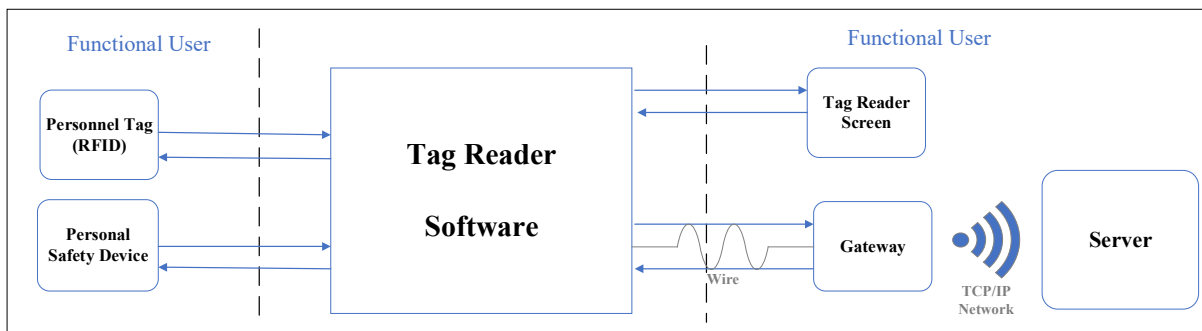 Functional User
Functional User
Personnel Tag
(RFID)
Tag Reader
Software
Tag Reader
Screen
Personal
Safety Device
Gateway
Server
Wire
TCP/IP
Network